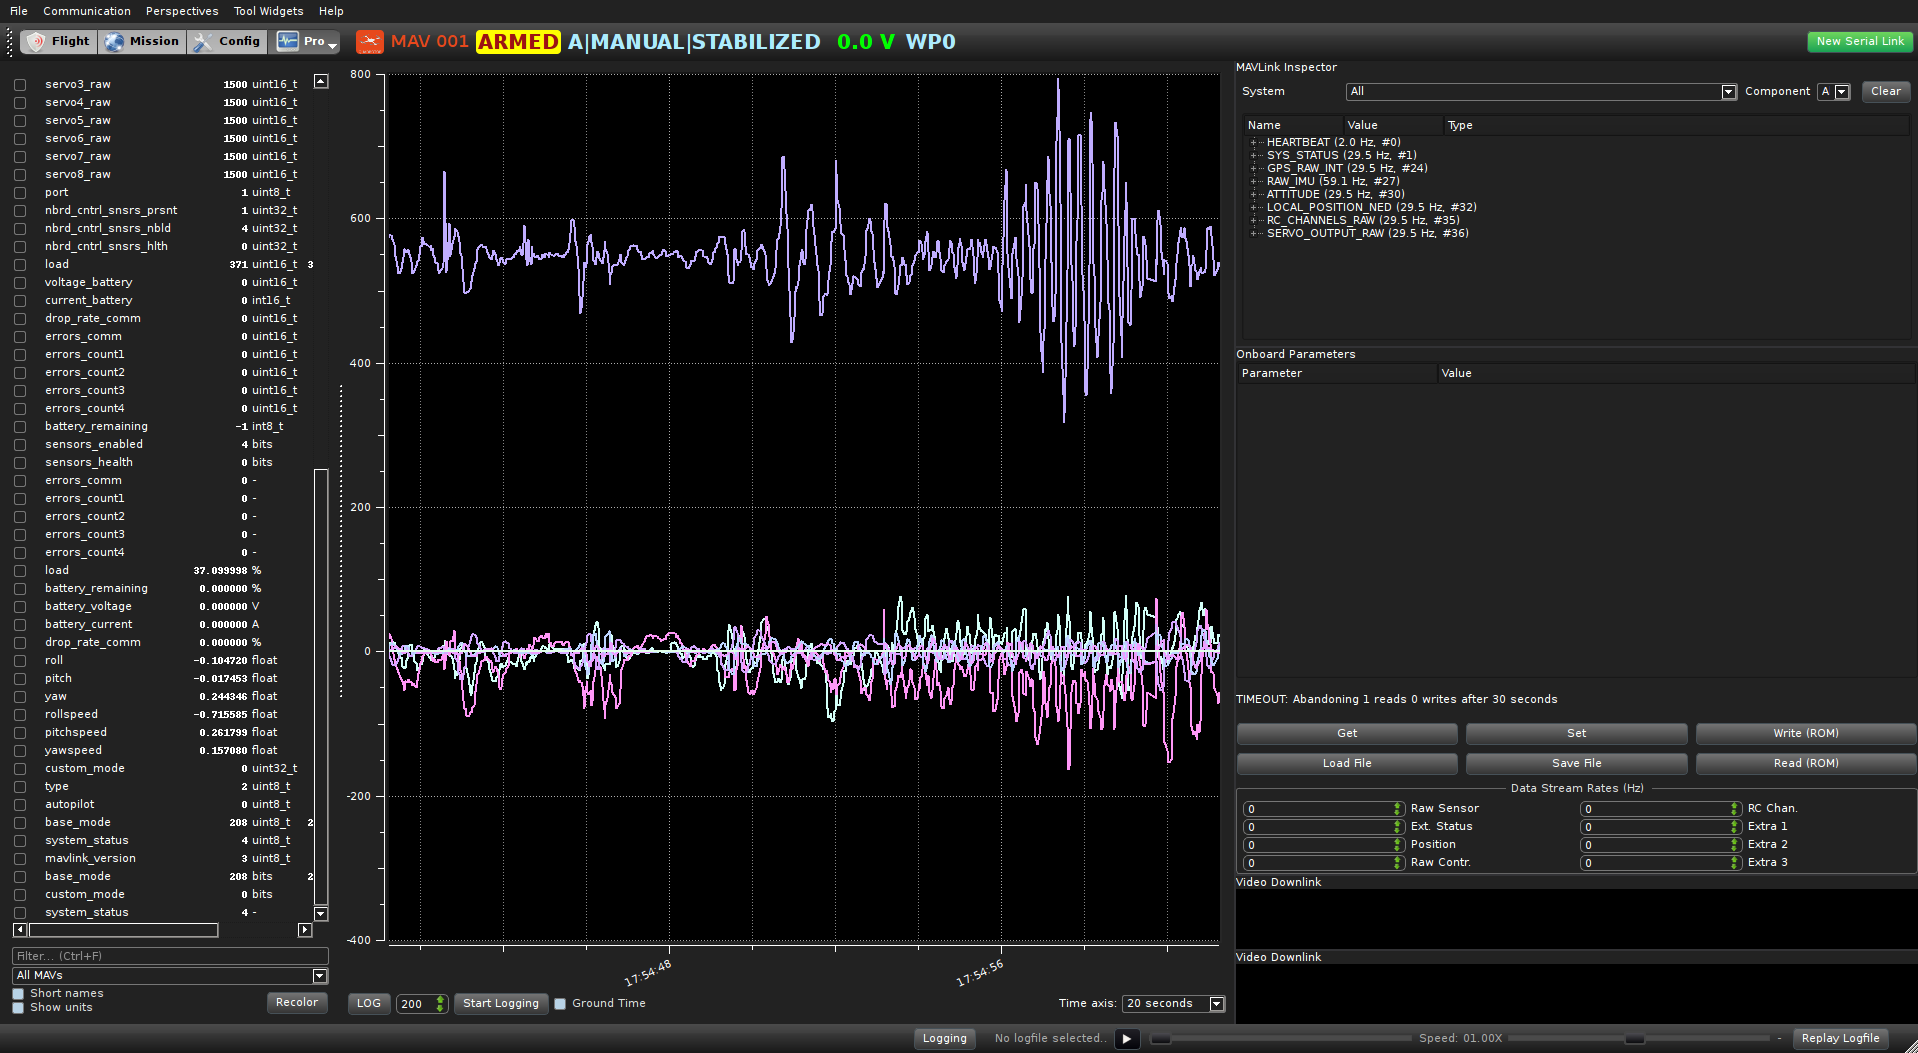 File Communication Perspectives Tool Widgets Help
Flight Mission Config Pro MAV 001 ARMED A|MANUAL|STABILIZED 0.0 V WP0 New Serial Link
servo3_raw 1500 uint16_t
servo4_raw 1500 uint16_t
servo5_raw 1500 uint16_t
servo6_raw 1500 uint16_t
servo7_raw 1500 uint16_t
servo8_raw 1500 uint16_t
port 1 uint8_t
nbrd_cntrl_snsrs_prsnt 1 uint32_t
nbrd_cntrl_snsrs_nbld 4 uint32_t
nbrd_cntrl_snsrs_hlth 0 uint32_t
load 371 uint16_t 3
voltage_battery 0 uint16_t
current_battery 0 int16_t
drop_rate_comm 0 uint16_t
errors_comm 0 uint16_t
errors_count1 0 uint16_t
errors_count2 0 uint16_t
errors_count3 0 uint16_t
errors_count4 0 uint16_t
battery_remaining -1 int8_t
sensors_enabled 4 bits
sensors_health 0 bits
errors_comm 0 -
errors_count1 0 -
errors_count2 0 -
errors_count3 0 -
errors_count4 0 -
load 37.099998 %
battery_remaining 0.000000 %
battery_voltage 0.000000 V
battery_current 0.000000 A
drop_rate_comm 0.000000 %
roll -0.104720 float
pitch -0.017453 float
yaw 0.244346 float
rollspeed -0.715585 float
pitchspeed 0.261799 float
yawspeed 0.157080 float
custom_mode 0 uint32_t
type 2 uint8_t
autopilot 0 uint8_t
base_mode 208 uint8_t 2
system_status 4 uint8_t
mavlink_version 3 uint8_t
base_mode 208 bits 2
custom_mode 0 bits
system_status 4 -
Filter... (Ctrl+F)
All MAVs
Short names
Show units
Recolor
800
600
400
200
0
-200
-400
17:54:48 17:54:56
LOG 200 Start Logging Ground Time Time axis: 20 seconds
MAVLink Inspector
System All Component A Clear
Name Value Type
HEARTBEAT (2.0 Hz, #0)
SYS_STATUS (29.5 Hz, #1)
GPS_RAW_INT (29.5 Hz, #24)
RAW_IMU (59.1 Hz, #27)
ATTITUDE (29.5 Hz, #30)
LOCAL_POSITION_NED (29.5 Hz, #32)
RC_CHANNELS_RAW (29.5 Hz, #35)
SERVO_OUTPUT_RAW (29.5 Hz, #36)
Onboard Parameters
Parameter Value
TIMEOUT: Abandoning 1 reads 0 writes after 30 seconds
Get Set Write (ROM)
Load File Save File Read (ROM)
Data Stream Rates (Hz)
0 Raw Sensor 0 RC Chan.
0 Ext. Status 0 Extra 1
0 Position 0 Extra 2
0 Raw Contr. 0 Extra 3
Video Downlink
Video Downlink
Logging No logfile selected.. Speed: 01.00X - Replay Logfile